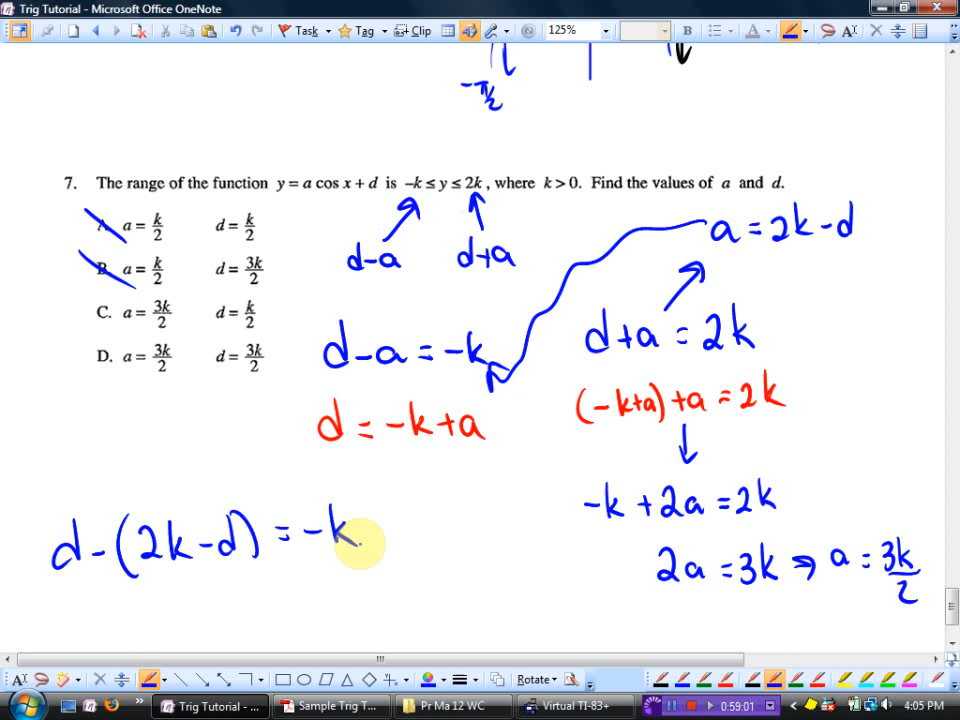 Trig Tutorial - Microsoft Office OneNote
Task Tag Clip 125% B A A
-π/2
7. The range of the function y = a cos x + d is -k ≤ y ≤ 2k, where k > 0. Find the values of a and d.
A. a = k/2 d = k/2
B. a = k/2 d = 3k/2
C. a = 3k/2 d = k/2
D. a = 3k/2 d = 3k/2
d-a d+a
a = 2k-d
d-a = -k
d+a = 2k
d = -k+a
(-k+a)+a = 2k
-k + 2a = 2k
d-(2k-d) = -k
2a = 3k ⇒ a = 3k/2
A Rotate
Trig Tutorial - ... Sample Trig T... Pr Ma 12 WC Virtual TI-83+ 0:59:01 4:05 PM